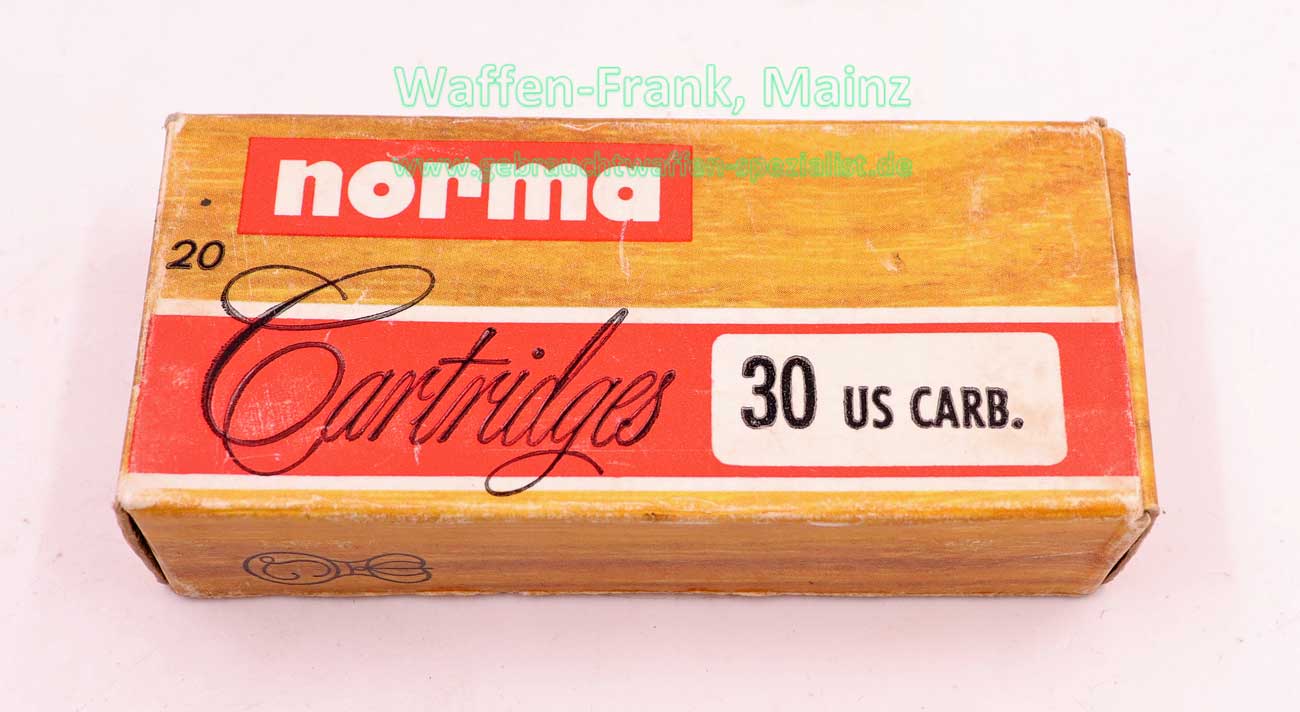 Waffen-Frank, Mainz
www.gebrauchtwaffen-spezialist.de
norma
20
Cartridges
30 US CARB.